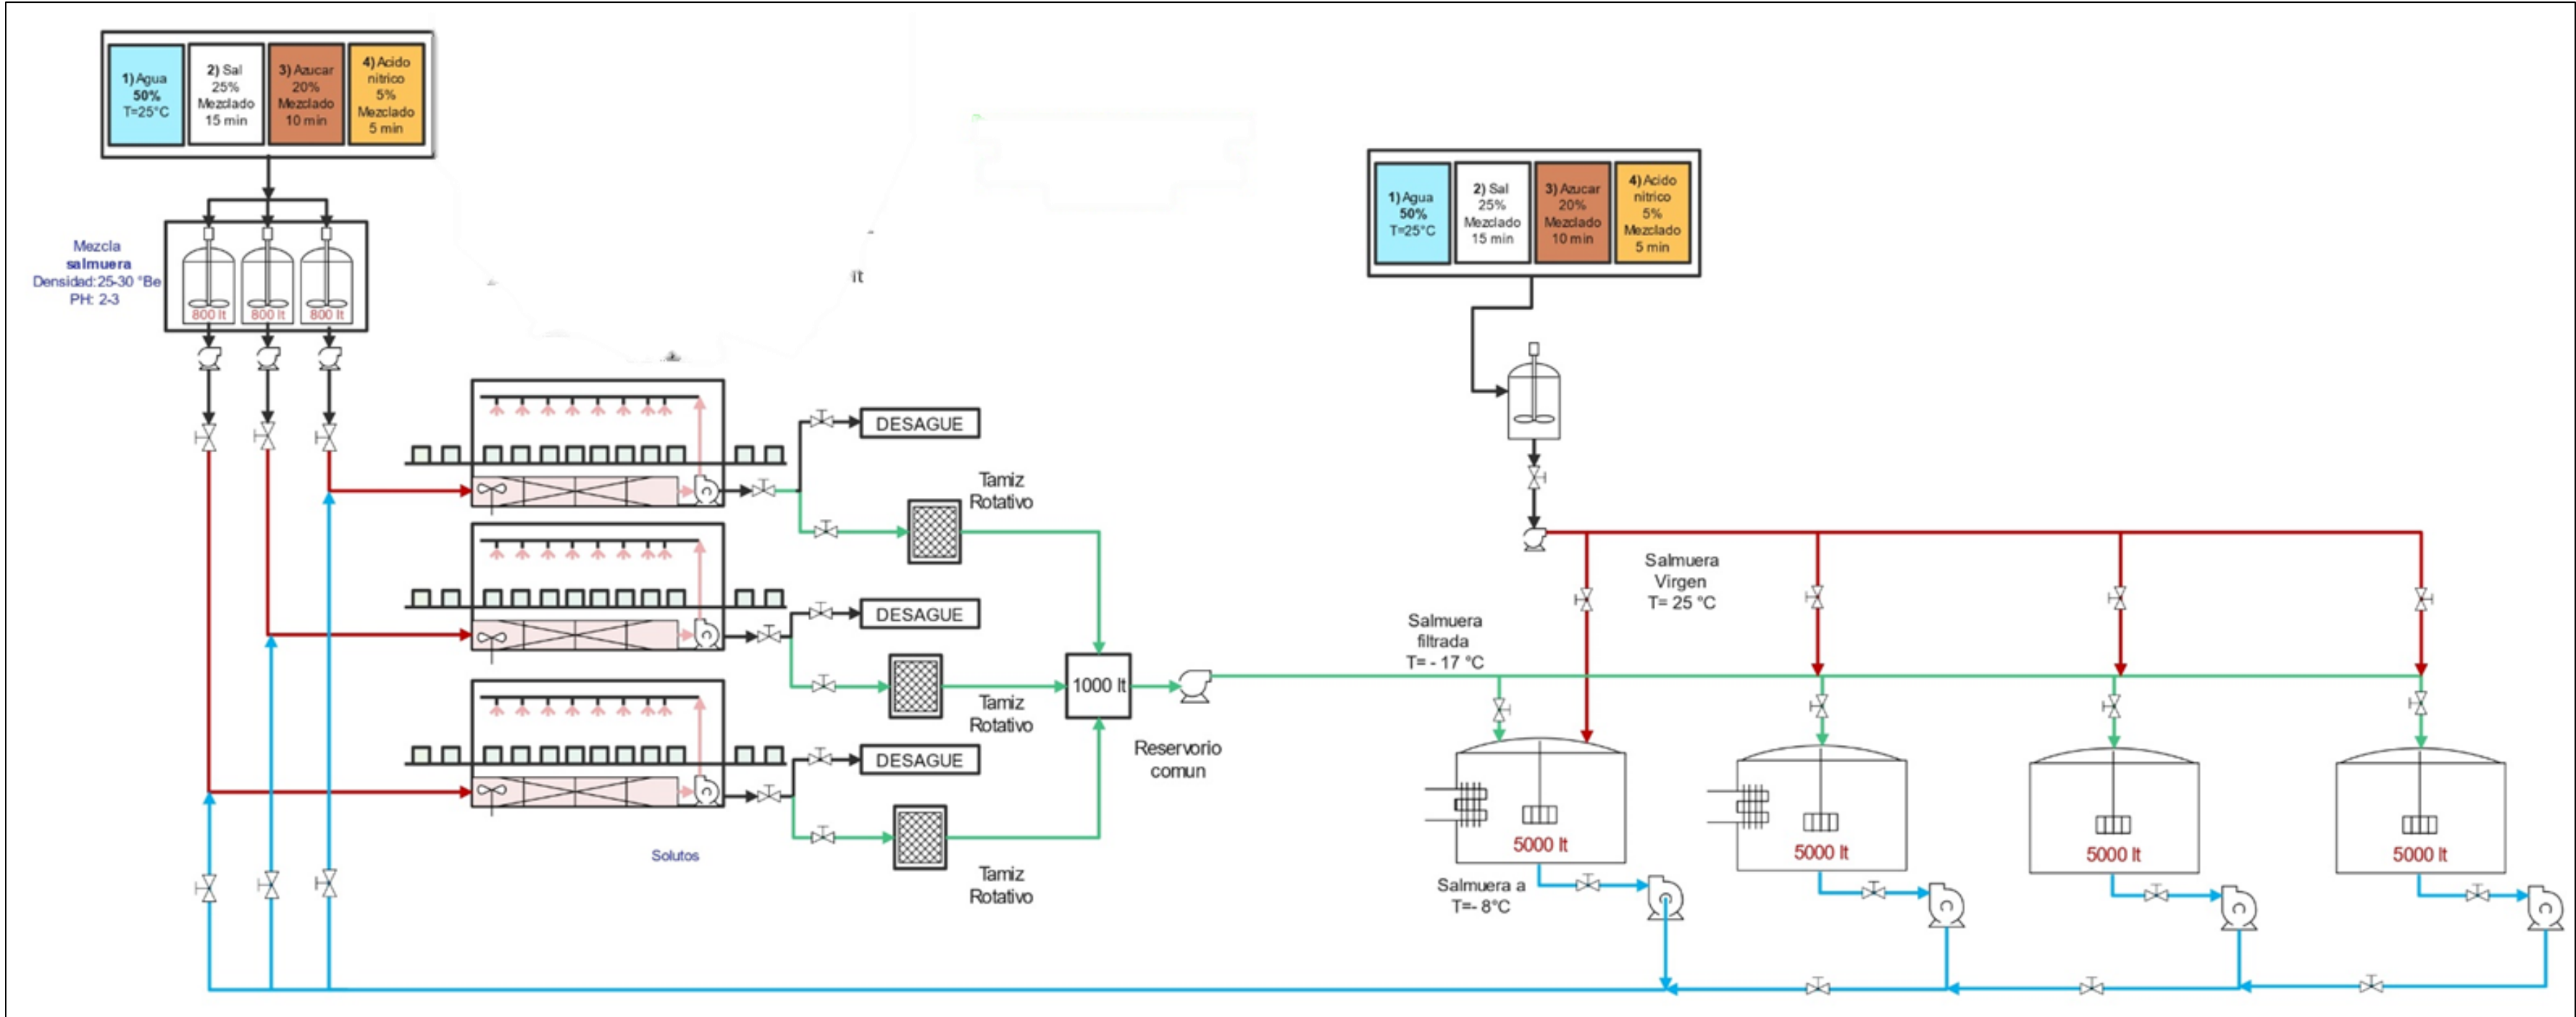 1) Agua
50%
T=25°C
2) Sal
25%
Mezclado
15 min
3) Azucar
20%
Mezclado
10 min
4) Acido
nitrico
5%
Mezclado
5 min
Mezcla
salmuera
Densidad:25-30 °Be
PH: 2-3
800 lt
800 lt
800 lt
lt
DESAGUE
Tamiz
Rotativo
DESAGUE
Tamiz
Rotativo
DESAGUE
Tamiz
Rotativo
Solutos
1000 lt
Reservorio
comun
1) Agua
50%
T=25°C
2) Sal
25%
Mezclado
15 min
3) Azucar
20%
Mezclado
10 min
4) Acido
nitrico
5%
Mezclado
5 min
Salmuera
Virgen
T= 25 °C
Salmuera
filtrada
T= - 17 °C
5000 lt
5000 lt
5000 lt
5000 lt
Salmuera a
T=- 8°C
C
C
C
C
C
C